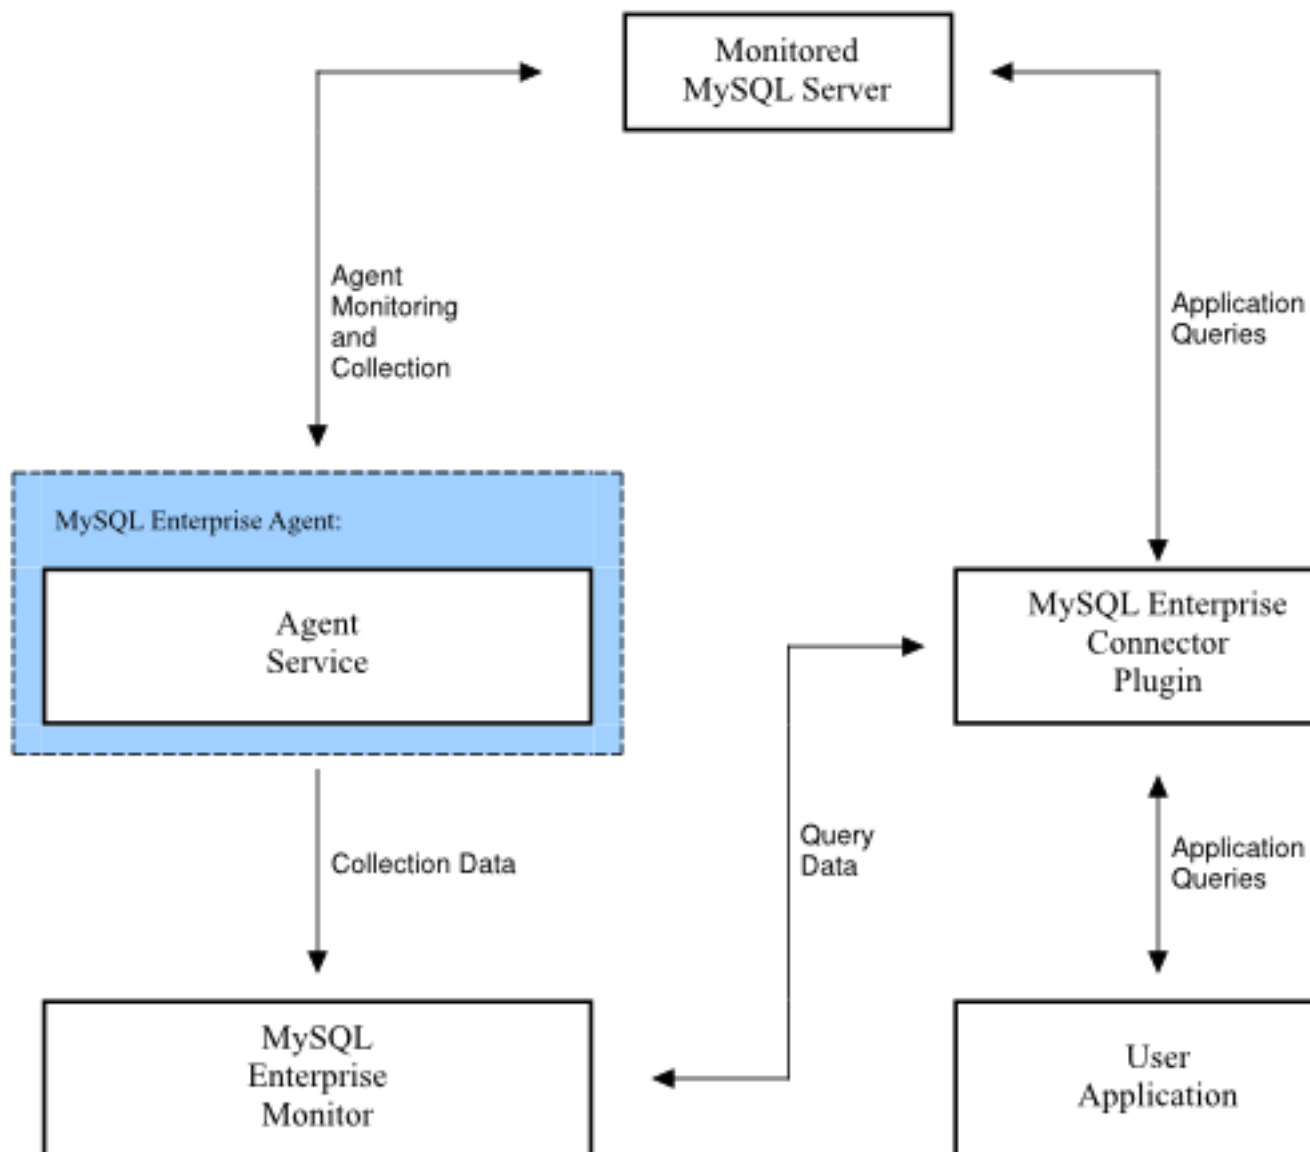 Monitored
MySQL Server
Agent
Monitoring
and
Collection
Application
Queries
MySQL Enterprise Agent:
Agent
Service
MySQL Enterprise
Connector
Plugin
Collection Data
Query
Data
Application
Queries
MySQL
Enterprise
Monitor
User
Application